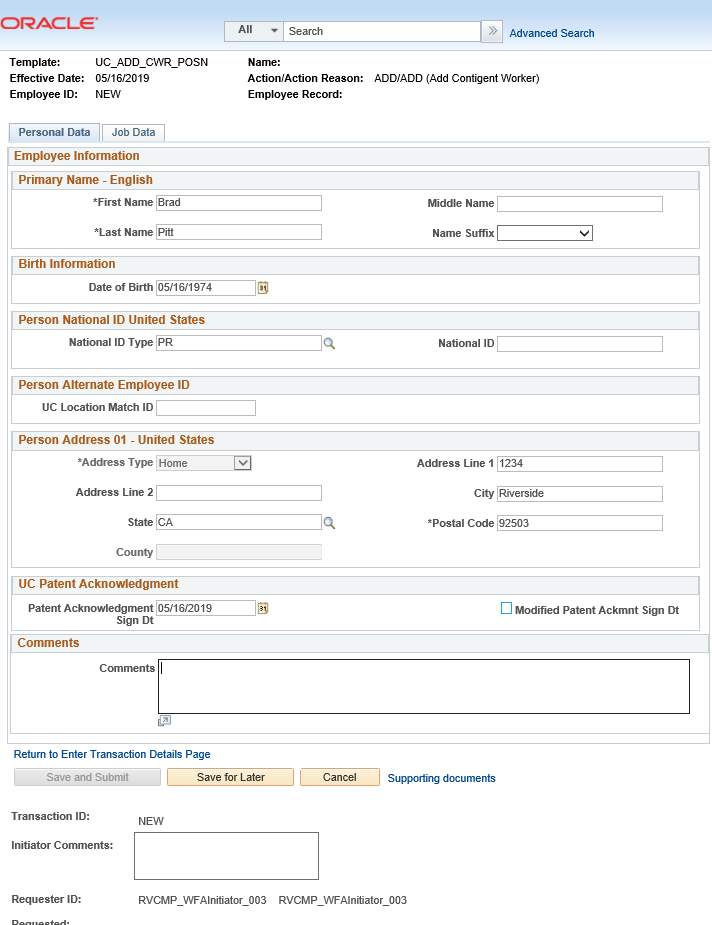 ORACLE
All Search Advanced Search
Template: UC_ADD_CWR_POSN Name:
Effective Date: 05/16/2019 Action/Action Reason: ADD/ADD (Add Contigent Worker)
Employee ID: NEW Employee Record:
Personal Data Job Data
Employee Information
Primary Name - English
*First Name Brad Middle Name
*Last Name Pitt Name Suffix
Birth Information
Date of Birth 05/16/1974
Person National ID United States
National ID Type PR National ID
Person Alternate Employee ID
UC Location Match ID
Person Address 01 - United States
*Address Type Home Address Line 1 1234
Address Line 2 City Riverside
State CA *Postal Code 92503
County
UC Patent Acknowledgment
Patent Acknowledgment 05/16/2019 Modified Patent Ackmnt Sign Dt
Sign Dt
Comments
Comments
Return to Enter Transaction Details Page
Save and Submit Save for Later Cancel Supporting documents
Transaction ID: NEW
Initiator Comments:
Requester ID: RVCMP_WFAInitiator_003 RVCMP_WFAInitiator_003
Requested: